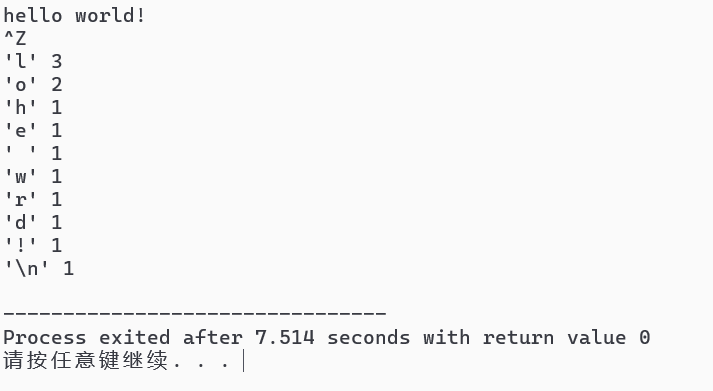 hello world!
^Z
'l' 3
'o' 2
'h' 1
'e' 1
' ' 1
'w' 1
'r' 1
'd' 1
'!' 1
'\n' 1
--------------------------------
Process exited after 7.514 seconds with return value 0
请按任意键继续. . .